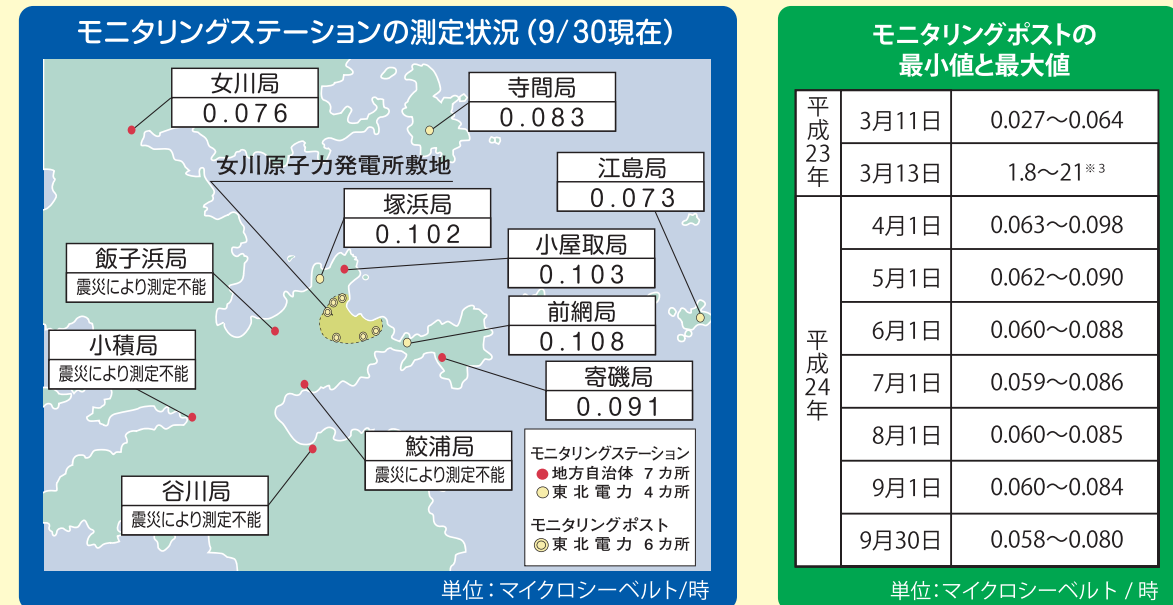 モニタリングステーションの測定状況（9/30現在）
女川局
0.076
寺間局
0.083
女川原子力発電所敷地
江島局
0.073
塚浜局
0.102
小屋取局
0.103
飯子浜局
震災により測定不能
前網局
0.108
小積局
震災により測定不能
寄磯局
0.091
鮫浦局
震災により測定不能
谷川局
震災により測定不能
モニタリングステーション
地方自治体 7カ所
東北電力 4カ所
モニタリングポスト
東北電力 6カ所
単位：マイクロシーベルト/時
モニタリングポストの
最小値と最大値
平成23年
3月11日 0.027〜0.064
3月13日 1.8〜21※3
平成24年
4月1日 0.063〜0.098
5月1日 0.062〜0.090
6月1日 0.060〜0.088
7月1日 0.059〜0.086
8月1日 0.060〜0.085
9月1日 0.060〜0.084
9月30日 0.058〜0.080
単位：マイクロシーベルト / 時